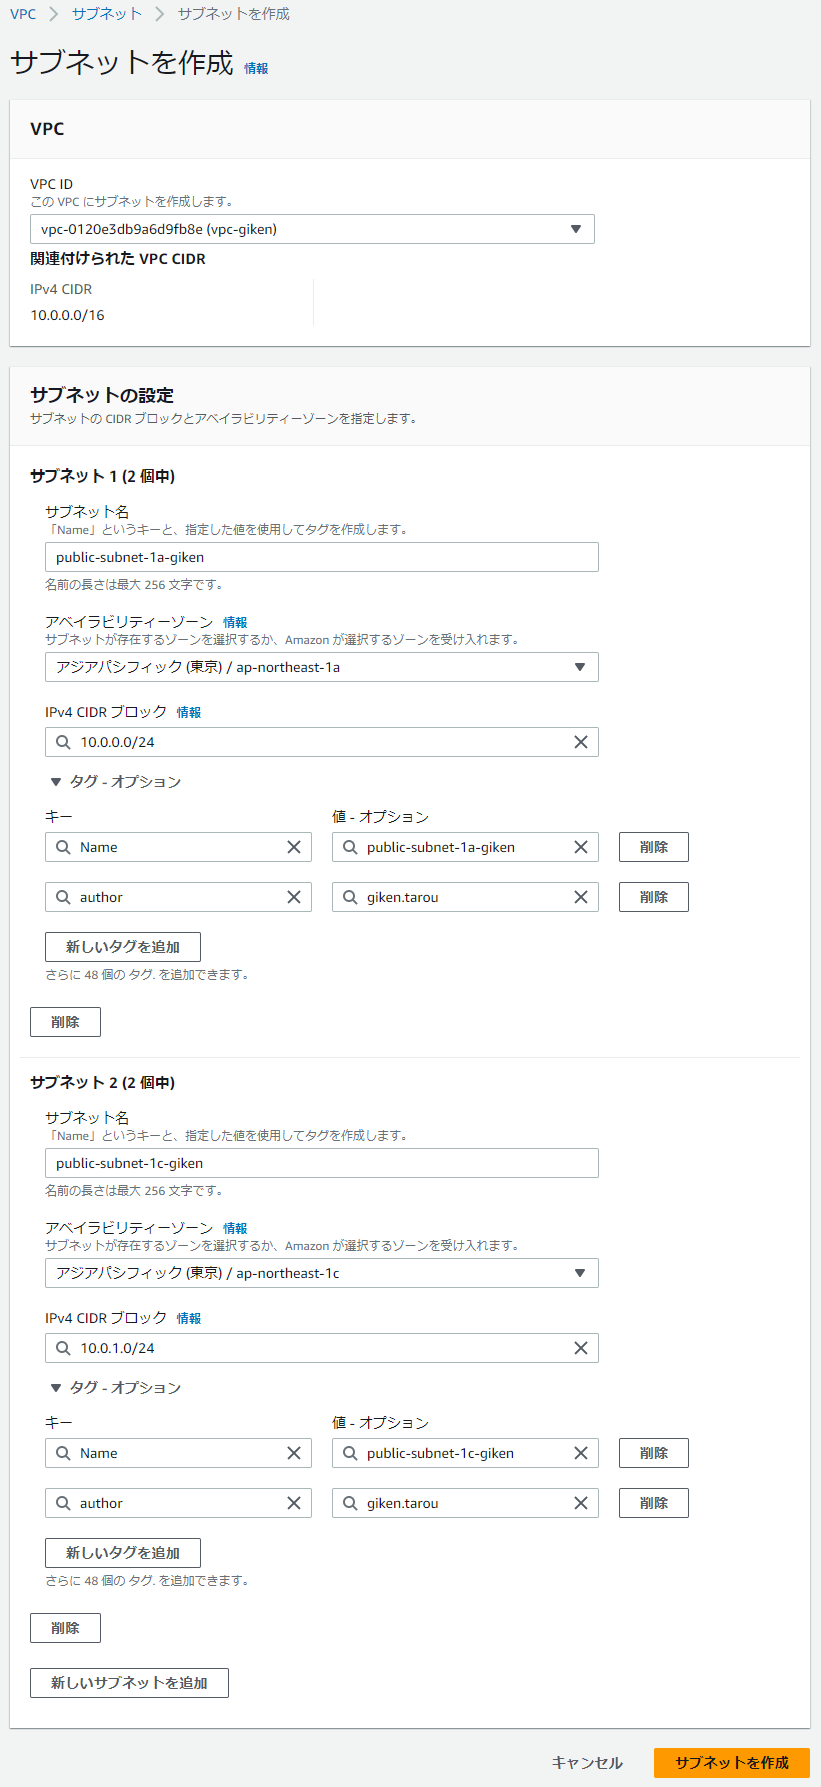 VPC > サブネット > サブネットを作成
サブネットを作成 情報
VPC
VPC ID
この VPC にサブネットを作成します。
vpc-0120e3db9a6d9fb8e (vpc-giken)
関連付けられた VPC CIDR
IPv4 CIDR
10.0.0.0/16
サブネットの設定
サブネットの CIDR ブロックとアベイラビリティーゾーンを指定します。
サブネット 1 (2 個中)
サブネット名
「Name」というキーと、指定した値を使用してタグを作成します。
public-subnet-1a-giken
名前の長さは最大 256 文字です。
アベイラビリティーゾーン 情報
サブネットが存在するゾーンを選択するか、Amazon が選択するゾーンを受け入れます。
アジアパシフィック (東京) / ap-northeast-1a
IPv4 CIDR ブロック 情報
10.0.0.0/24
タグ - オプション
キー 値 - オプション
Name public-subnet-1a-giken 削除
author giken.tarou 削除
新しいタグを追加
さらに 48 個の タグ. を追加できます。
削除
サブネット 2 (2 個中)
サブネット名
「Name」というキーと、指定した値を使用してタグを作成します。
public-subnet-1c-giken
名前の長さは最大 256 文字です。
アベイラビリティーゾーン 情報
サブネットが存在するゾーンを選択するか、Amazon が選択するゾーンを受け入れます。
アジアパシフィック (東京) / ap-northeast-1c
IPv4 CIDR ブロック 情報
10.0.1.0/24
タグ - オプション
キー 値 - オプション
Name public-subnet-1c-giken 削除
author giken.tarou 削除
新しいタグを追加
さらに 48 個の タグ. を追加できます。
削除
新しいサブネットを追加
キャンセル サブネットを作成